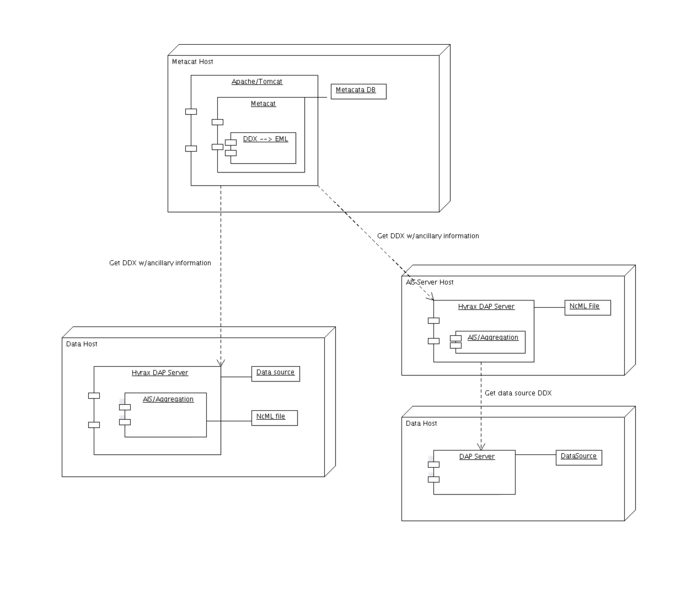 Metacat Host
Apache/Tomcat
Metacata DB
Metacat
DDX --> EML
Get DDX w/ancillary information
Get DDX w/ancillary information
AIS Server Host
Hyrax DAP Server
NcML File
AIS/Aggregation
Data Host
Hyrax DAP Server
Data source
AIS/Aggregation
NcML file
Get data source DDX
Data Host
DAP Server
DataSource